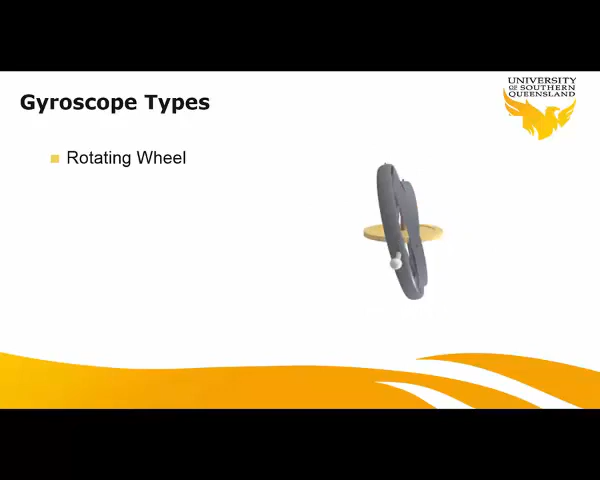 Gyroscope Types
UNIVERSITY
OF SOUTHERN
QUEENSLAND
Rotating Wheel